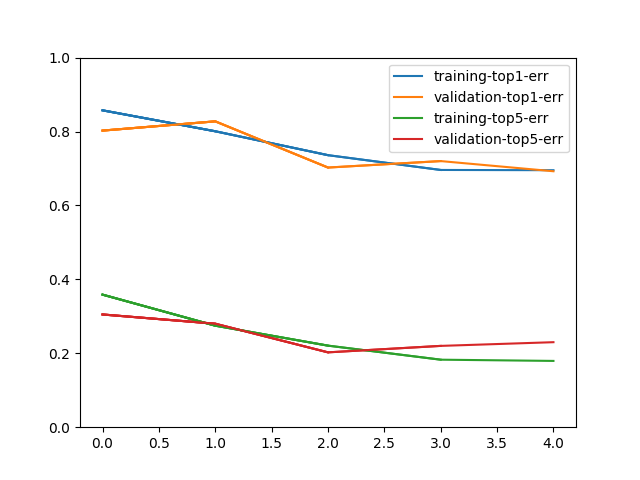 1.0
0.8
0.6
0.4
0.2
0.0
0.0 0.5 1.0 1.5 2.0 2.5 3.0 3.5 4.0
training-top1-err
validation-top1-err
training-top5-err
validation-top5-err